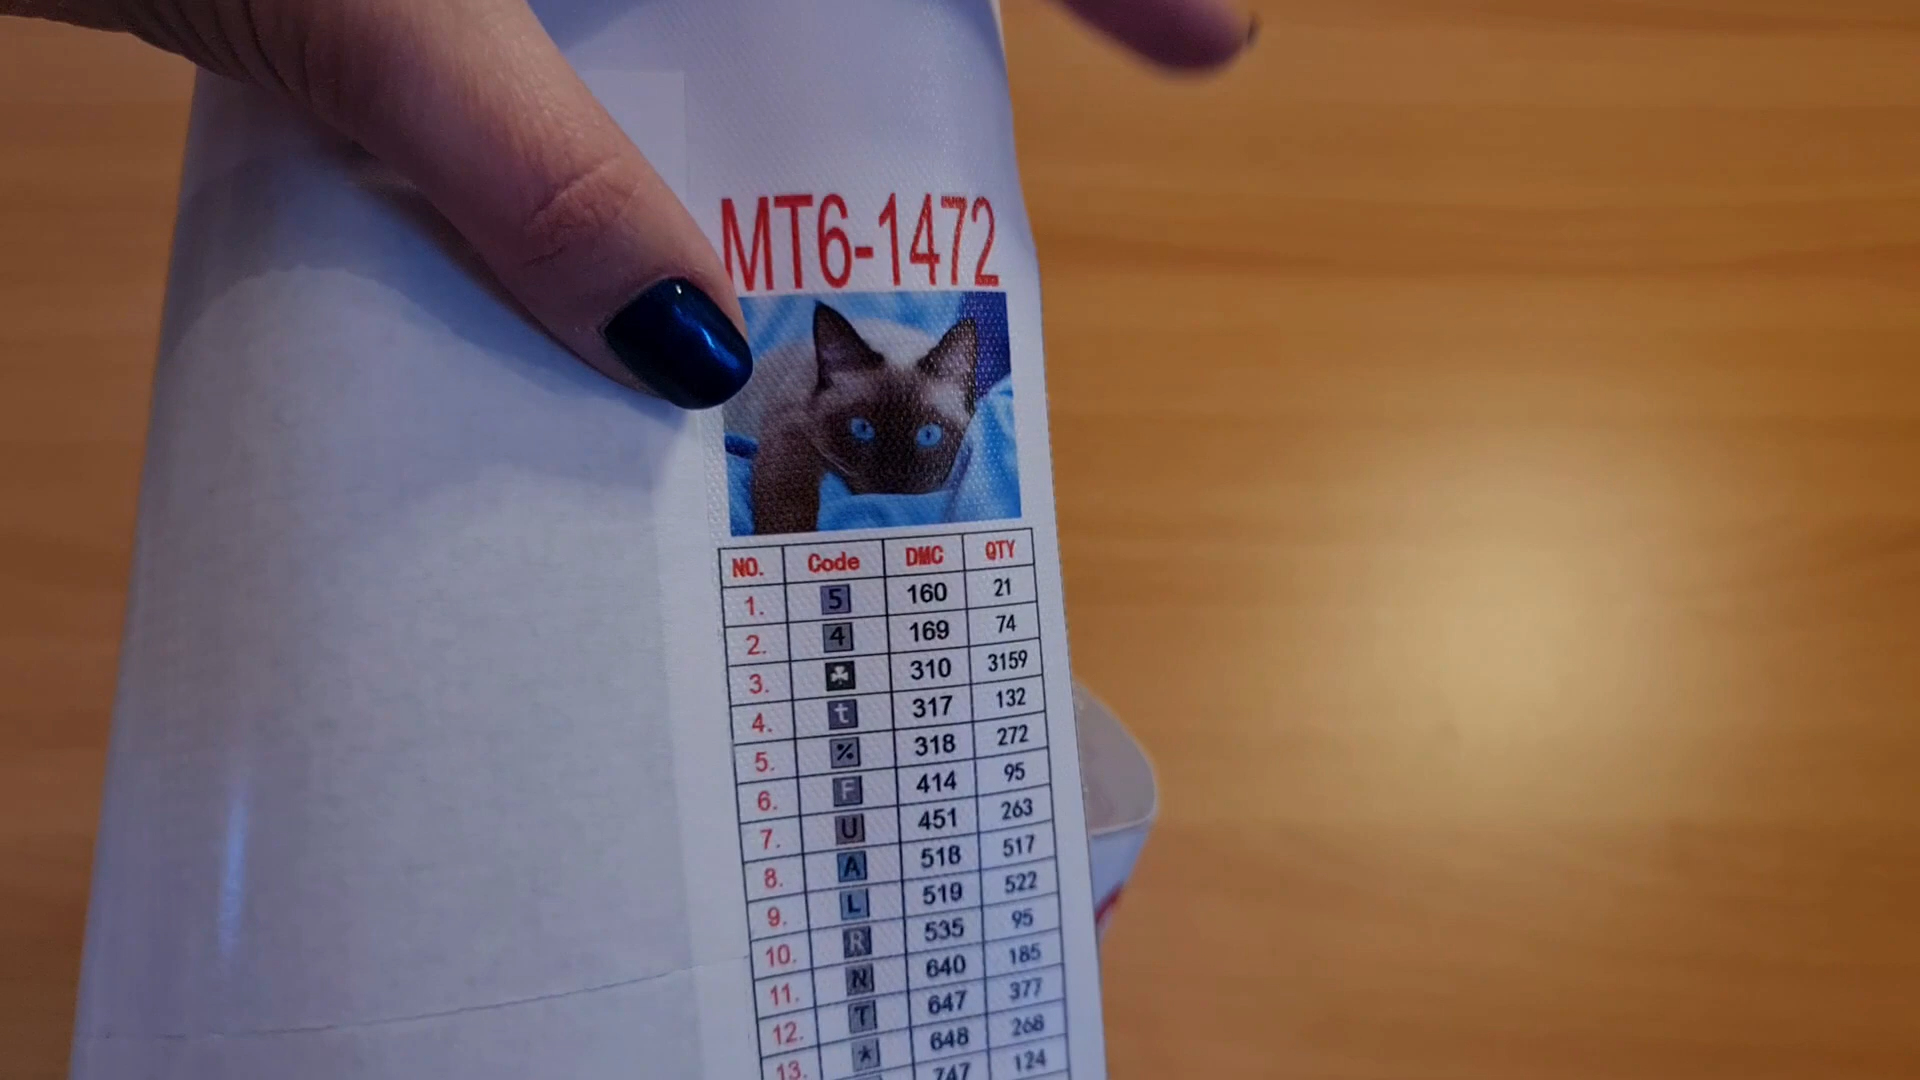 MT6-1472
NO. Code DMC QTY
1. 5 160 21
2. 4 169 74
3. ☘ 310 3159
4. t 317 132
5. % 318 272
6. F 414 95
7. U 451 263
8. A 518 517
9. L 519 522
10. R 535 95
11. N 640 185
12. T 647 377
13. * 648 268
747 124